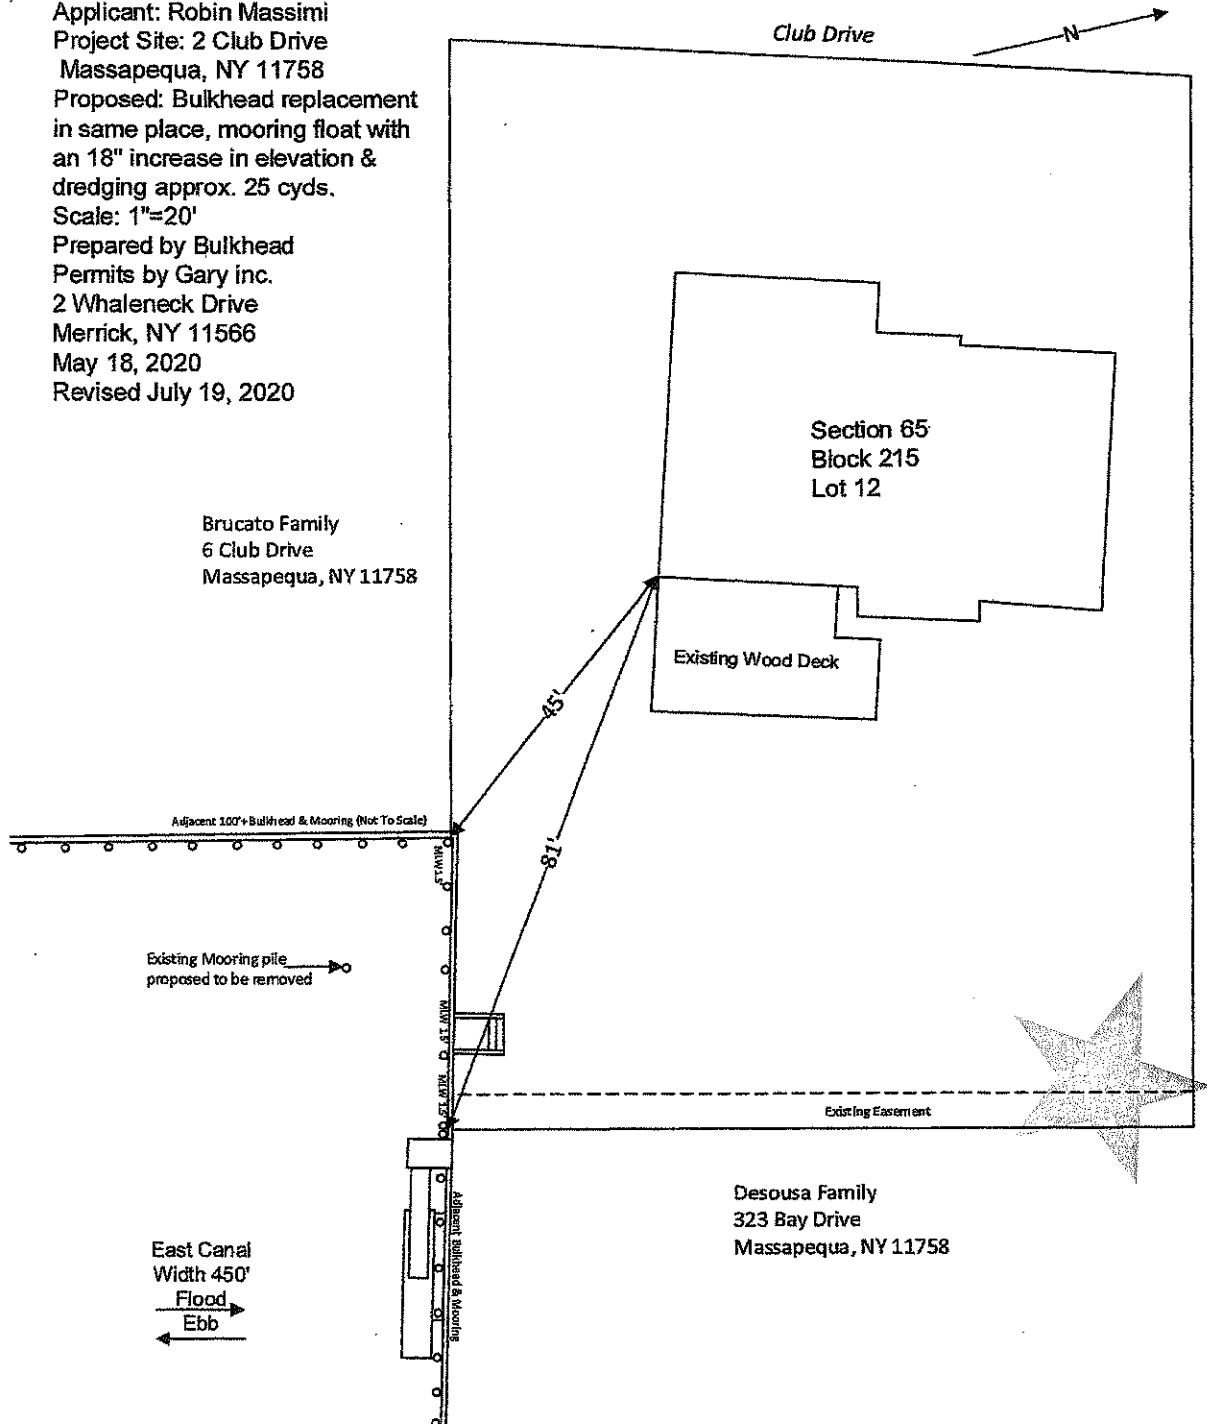 Applicant: Robin Massimi
Project Site: 2 Club Drive
Massapequa, NY 11758
Proposed: Bulkhead replacement
in same place, mooring float with
an 18" increase in elevation &
dredging approx. 25 cyds.
Scale: 1"=20'
Prepared by Bulkhead
Permits by Gary inc.
2 Whaleneck Drive
Merrick, NY 11566
May 18, 2020
Revised July 19, 2020
Club Drive
N
Section 65
Block 215
Lot 12
Brucato Family
6 Club Drive
Massapequa, NY 11758
Existing Wood Deck
45'
81'
Adjacent 100'+Bulkhead & Mooring (Not To Scale)
MLW 1.5'
Existing Mooring pile
proposed to be removed
MLW 1.5'
MLW 1.5'
Existing Easement
Adjacent Bulkhead & Mooring
Desousa Family
323 Bay Drive
Massapequa, NY 11758
East Canal
Width 450'
Flood
Ebb